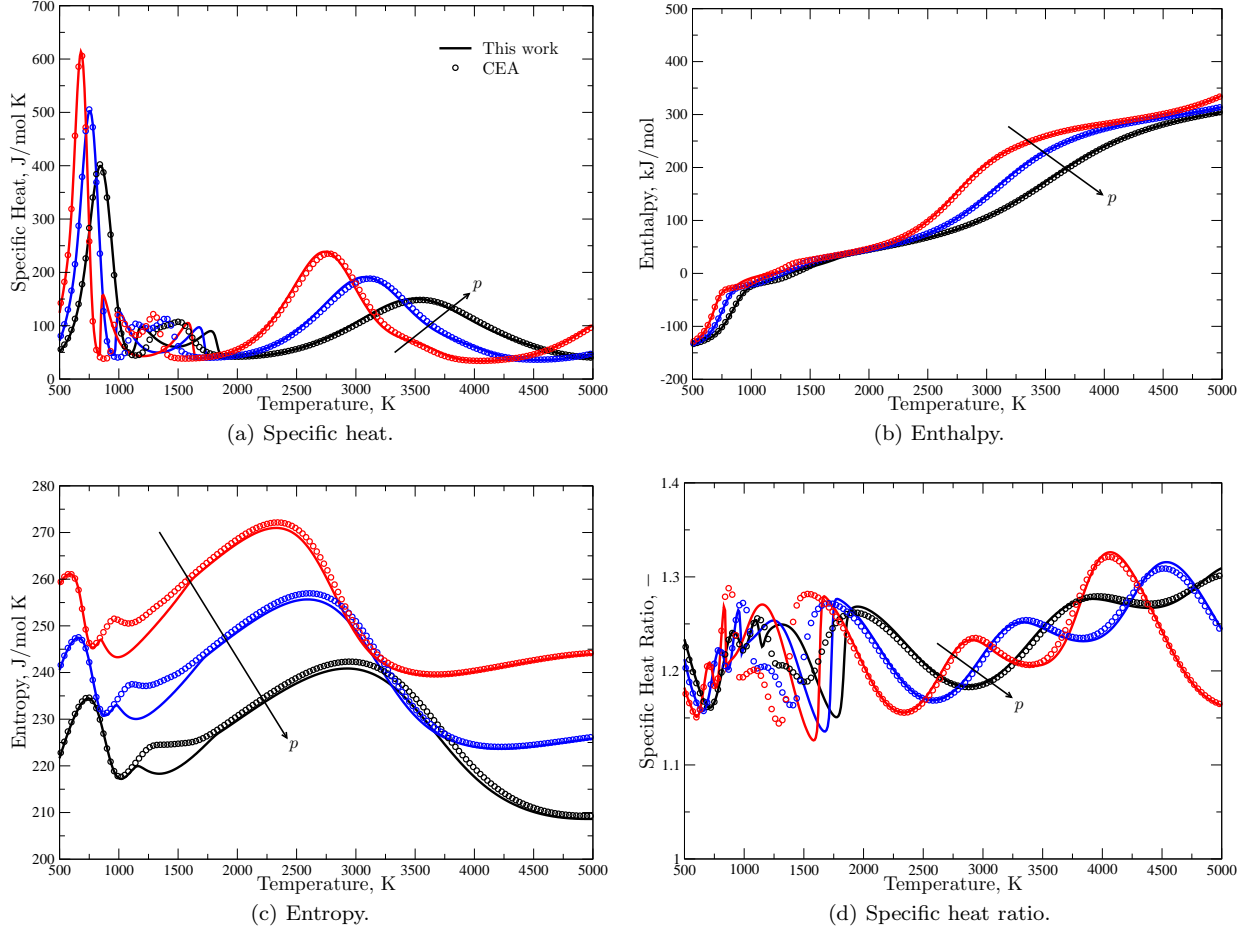 600
500
400
300
200
100
0
Specific Heat, J/mol K
This work
CEA
p
500 1000 1500 2000 2500 3000 3500 4000 4500 5000
Temperature, K
(a) Specific heat.
500
400
300
200
100
0
-100
-200
Enthalpy, kJ/mol
p
500 1000 1500 2000 2500 3000 3500 4000 4500 5000
Temperature, K
(b) Enthalpy.
280
270
260
250
240
230
220
210
200
Entropy, J/mol K
p
500 1000 1500 2000 2500 3000 3500 4000 4500 5000
Temperature, K
(c) Entropy.
1.4
1.3
1.2
1.1
1
Specific Heat Ratio, −
p
500 1000 1500 2000 2500 3000 3500 4000 4500 5000
Temperature, K
(d) Specific heat ratio.